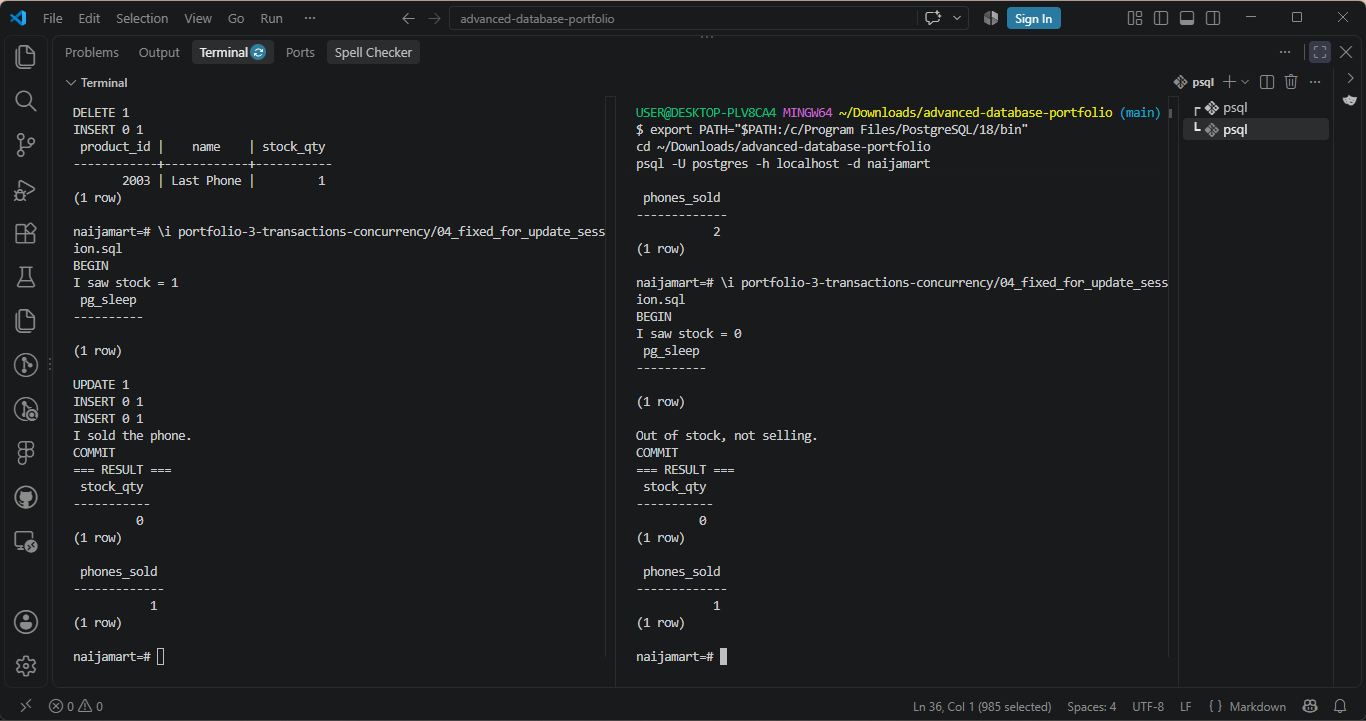 File Edit Selection View Go Run ··· advanced-database-portfolio Sign In
Problems Output Terminal Ports Spell Checker
Terminal
psql
psql
psql
DELETE 1
INSERT 0 1
 product_id |    name    | stock_qty
------------+------------+-----------
       2003 | Last Phone |         1
(1 row)
naijamart=# \i portfolio-3-transactions-concurrency/04_fixed_for_update_sess
ion.sql
BEGIN
I saw stock = 1
 pg_sleep
----------
(1 row)
UPDATE 1
INSERT 0 1
INSERT 0 1
I sold the phone.
COMMIT
=== RESULT ===
 stock_qty
-----------
         0
(1 row)
 phones_sold
-------------
           1
(1 row)
naijamart=#
USER@DESKTOP-PLV8CA4 MINGW64 ~/Downloads/advanced-database-portfolio (main)
$ export PATH="$PATH:/c/Program Files/PostgreSQL/18/bin"
cd ~/Downloads/advanced-database-portfolio
psql -U postgres -h localhost -d naijamart
 phones_sold
-------------
           2
(1 row)
naijamart=# \i portfolio-3-transactions-concurrency/04_fixed_for_update_sess
ion.sql
BEGIN
I saw stock = 0
 pg_sleep
----------
(1 row)
Out of stock, not selling.
COMMIT
=== RESULT ===
 stock_qty
-----------
         0
(1 row)
 phones_sold
-------------
           1
(1 row)
naijamart=#
0 0 Ln 36, Col 1 (985 selected) Spaces: 4 UTF-8 LF { } Markdown